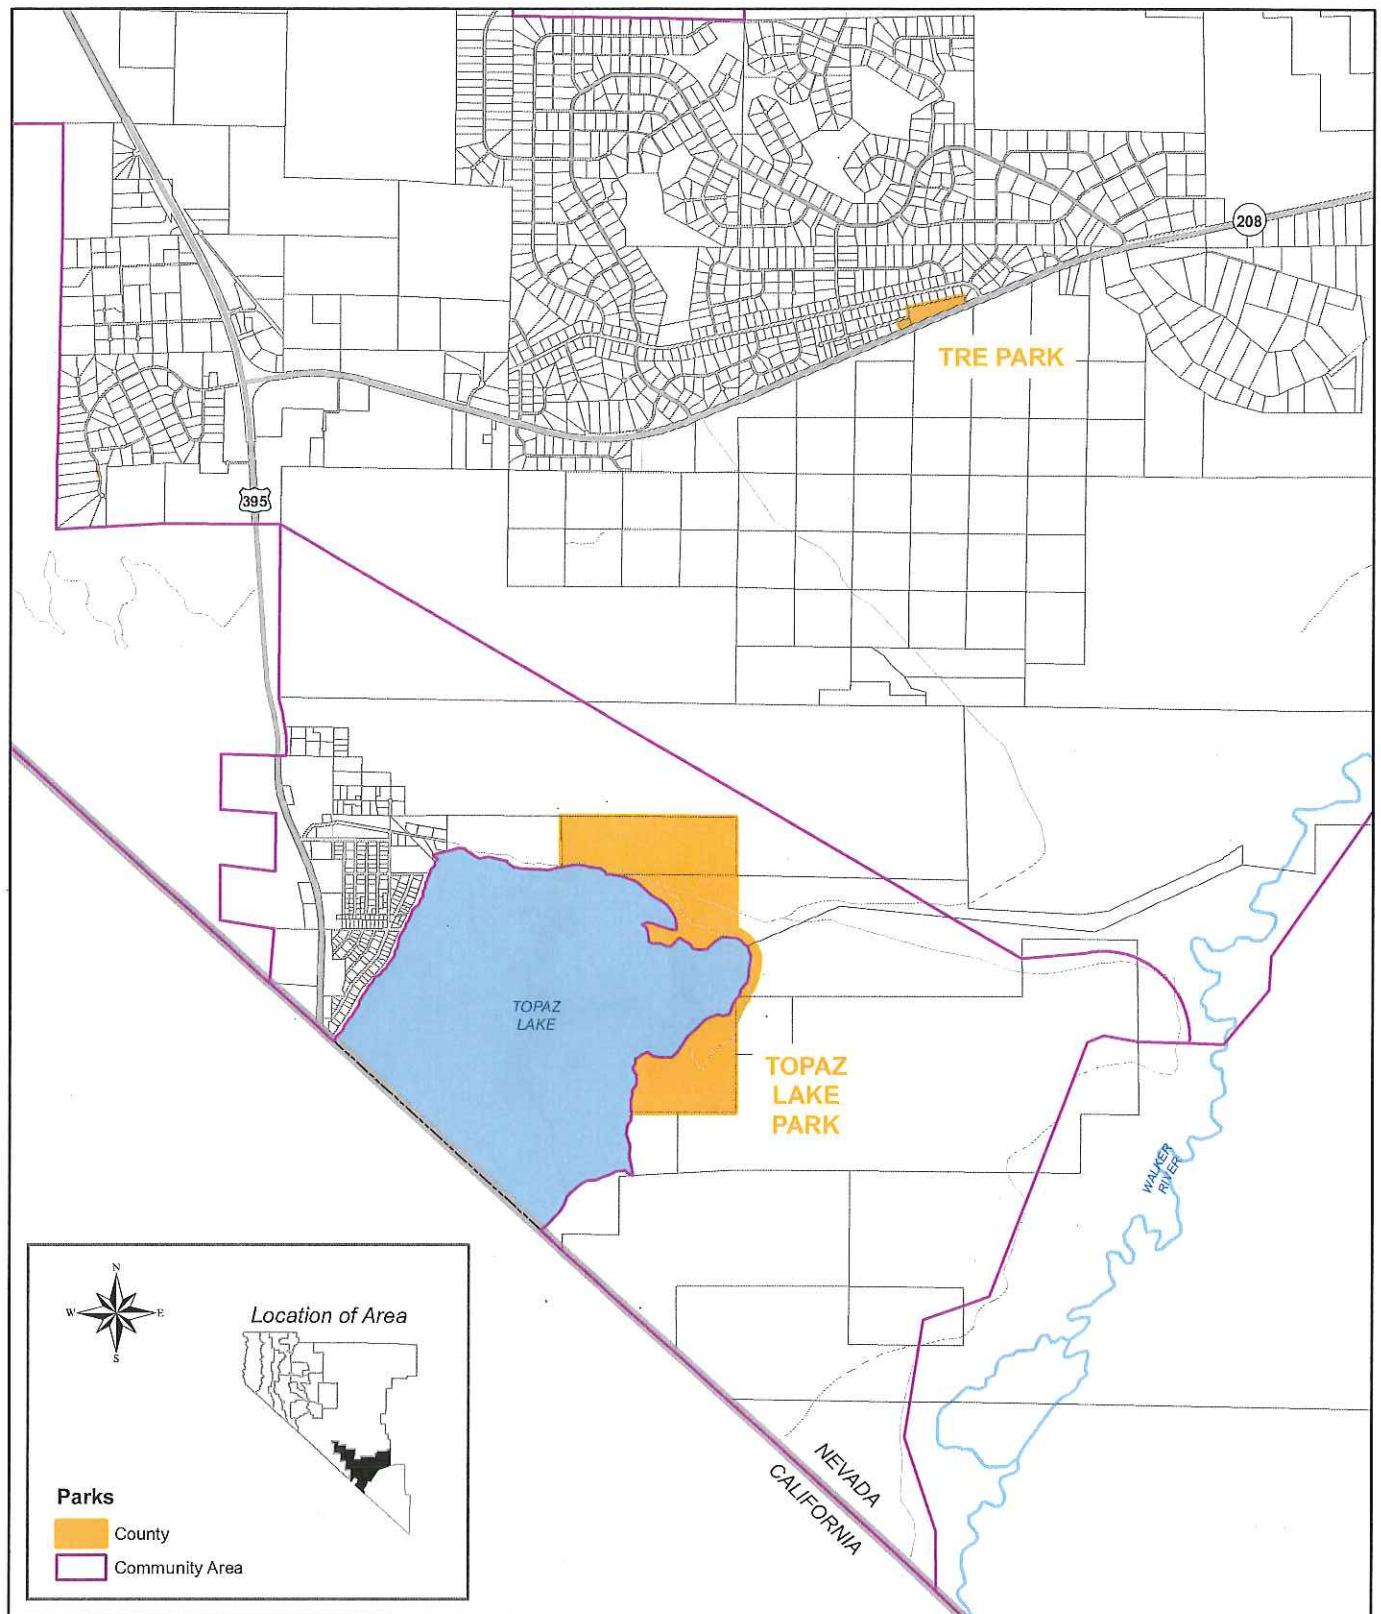 208
TRE PARK
395
TOPAZ
LAKE
TOPAZ
LAKE
PARK
WALKER
RIVER
NEVADA
CALIFORNIA
N
W
E
S
Location of Area
Parks
County
Community Area